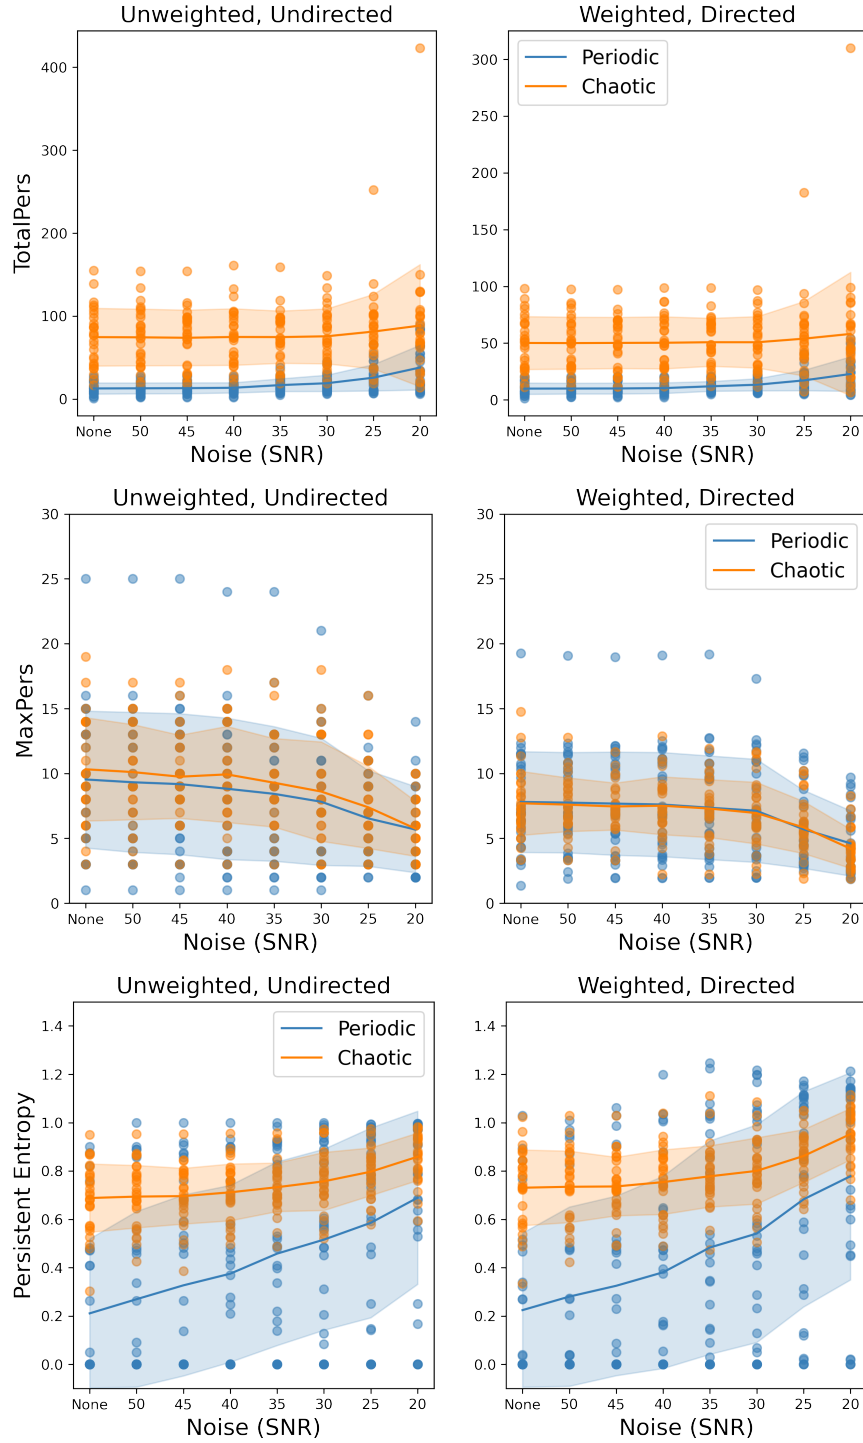 Unweighted, Undirected
400
300
200
100
0
TotalPers
None 50 45 40 35 30 25 20
Noise (SNR)
Weighted, Directed
Periodic
Chaotic
300
250
200
150
100
50
0
None 50 45 40 35 30 25 20
Noise (SNR)
Unweighted, Undirected
30
25
20
15
10
5
0
MaxPers
None 50 45 40 35 30 25 20
Noise (SNR)
Weighted, Directed
Periodic
Chaotic
30
25
20
15
10
5
0
None 50 45 40 35 30 25 20
Noise (SNR)
Unweighted, Undirected
Periodic
Chaotic
1.4
1.2
1.0
0.8
0.6
0.4
0.2
0.0
Persistent Entropy
None 50 45 40 35 30 25 20
Noise (SNR)
Weighted, Directed
Periodic
Chaotic
1.4
1.2
1.0
0.8
0.6
0.4
0.2
0.0
None 50 45 40 35 30 25 20
Noise (SNR)